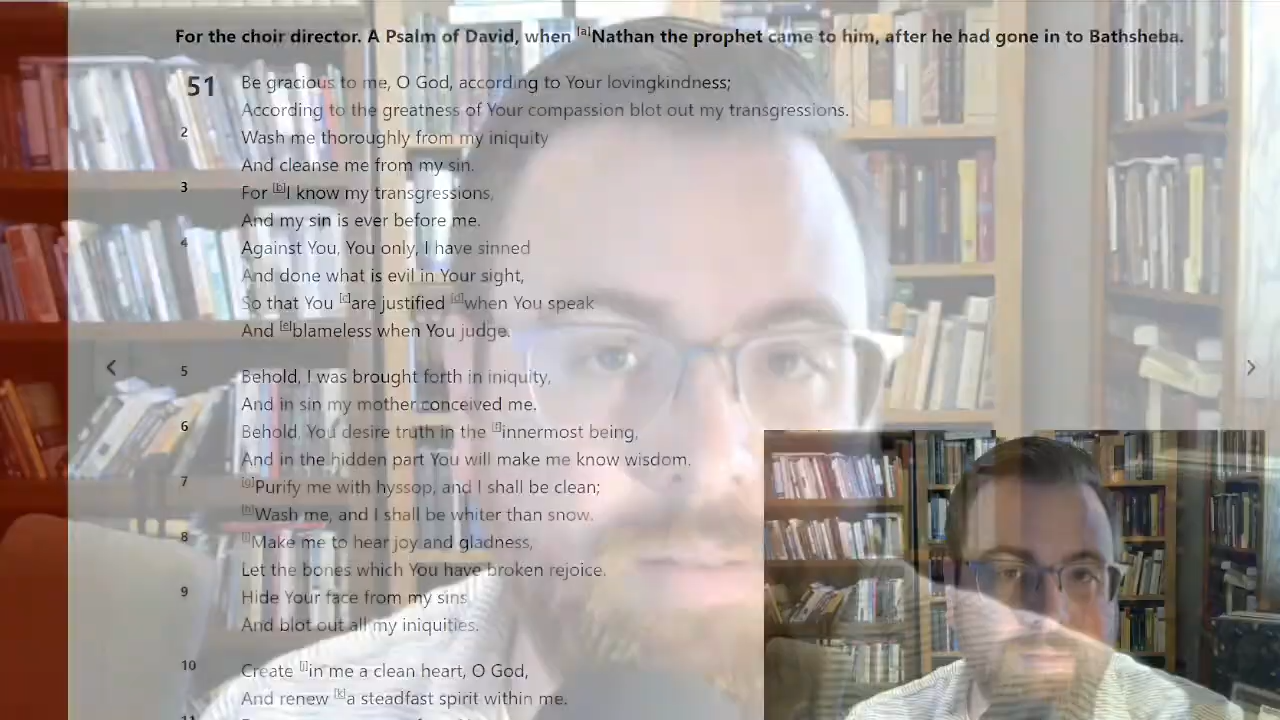 For the choir director. A Psalm of David, when [a]Nathan the prophet came to him, after he had gone in to Bathsheba.
51 Be gracious to me, O God, according to Your lovingkindness;
According to the greatness of Your compassion blot out my transgressions.
2 Wash me thoroughly from my iniquity
And cleanse me from my sin.
3 For [b]I know my transgressions,
And my sin is ever before me.
4 Against You, You only, I have sinned
And done what is evil in Your sight,
So that You [c]are justified [d]when You speak
And [e]blameless when You judge.
5 Behold, I was brought forth in iniquity,
And in sin my mother conceived me.
6 Behold, You desire truth in the [f]innermost being,
And in the hidden part You will make me know wisdom.
7 [g]Purify me with hyssop, and I shall be clean;
[h]Wash me, and I shall be whiter than snow.
8 [i]Make me to hear joy and gladness,
Let the bones which You have broken rejoice.
9 Hide Your face from my sins
And blot out all my iniquities.
10 Create [j]in me a clean heart, O God,
And renew [k]a steadfast spirit within me.